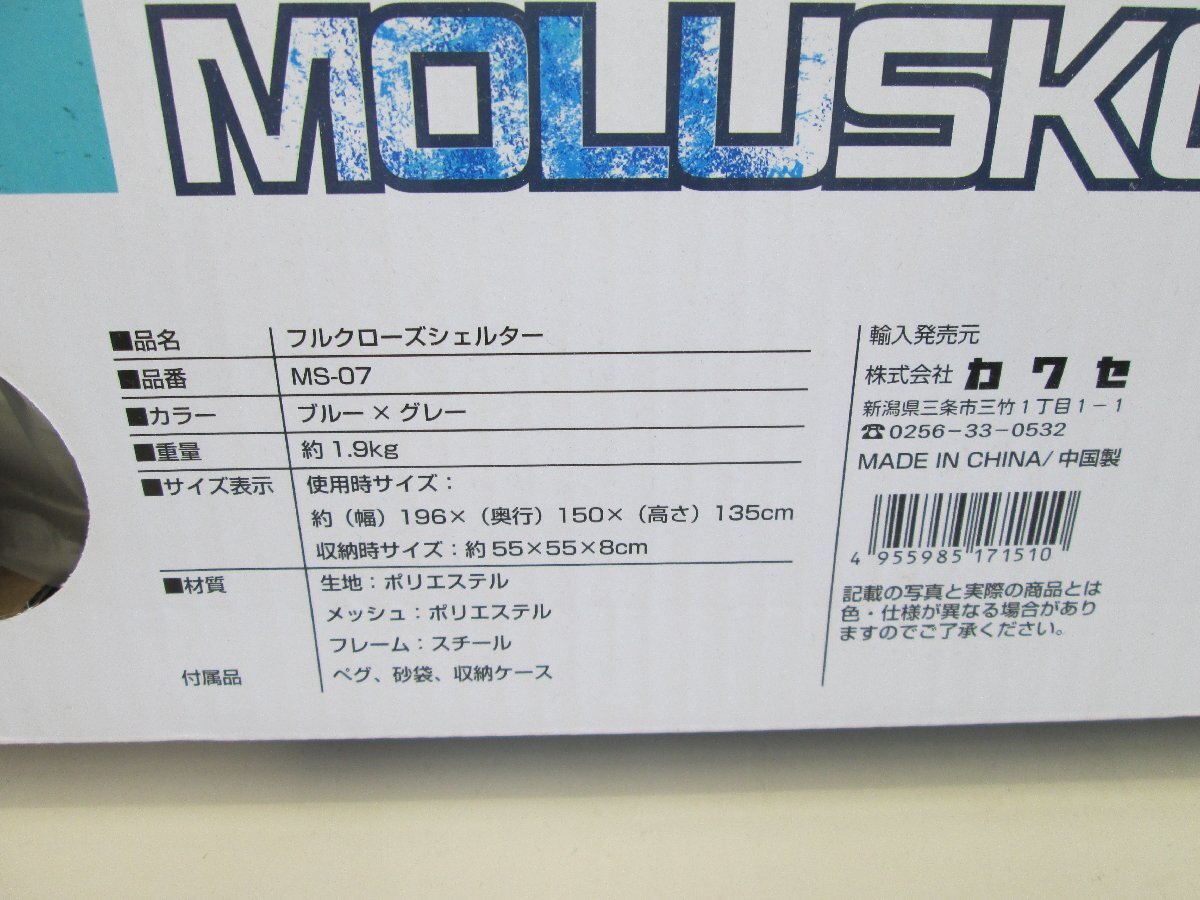 MOLUSK
■品名 フルクローズシェルター
■品番 MS-07
■カラー ブルー×グレー
■重量 約1.9kg
■サイズ表示 使用時サイズ：
約（幅）196×（奥行）150×（高さ）135cm
収納時サイズ：約55×55×8cm
■材質 生地：ポリエステル
メッシュ：ポリエステル
フレーム：スチール
付属品 ペグ、砂袋、収納ケース
輸入発売元
株式会社 カワセ
新潟県三条市三竹1丁目1－1
☎0256－33－0532
MADE IN CHINA/中国製
4 955985 171510
記載の写真と実際の商品とは
色・仕様が異なる場合があり
ますのでご了承ください。